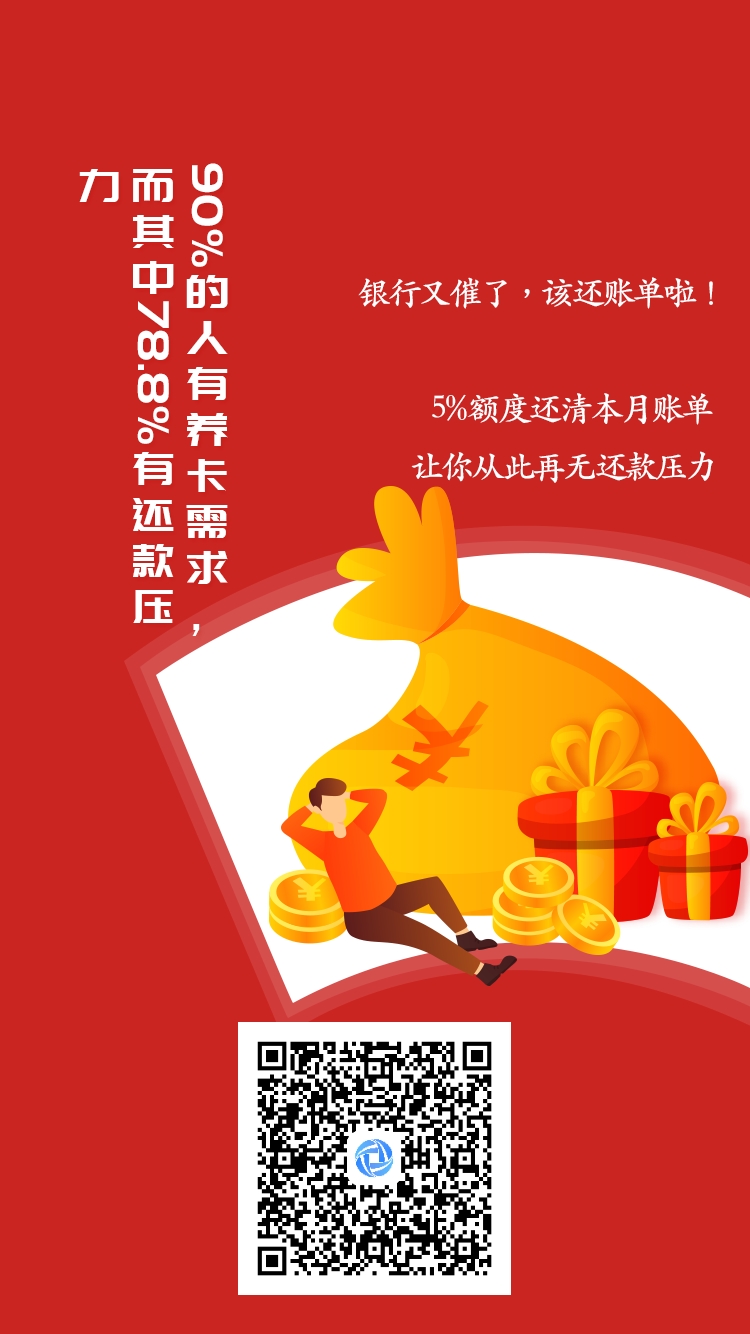 90%的人有养卡需求，
而其中78.8%有还款压
力
银行又催了，该还账单啦！
5%额度还清本月账单
让你从此再无还款压力